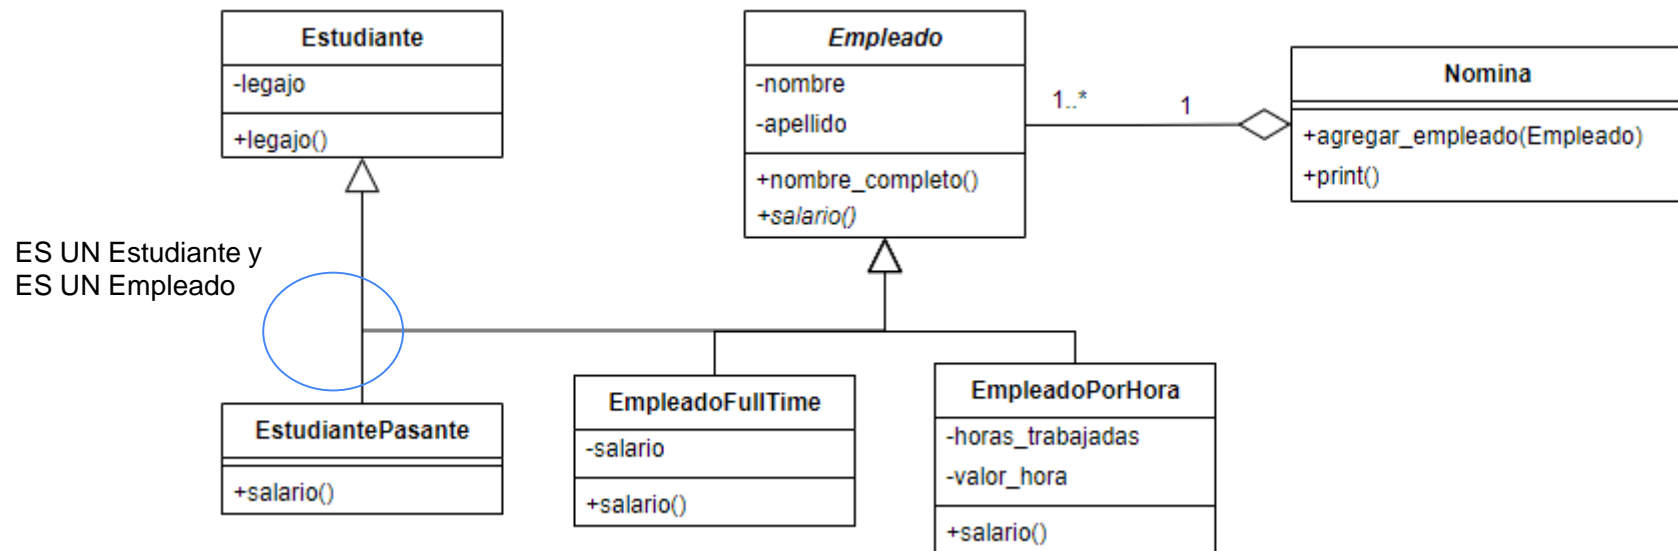 Estudiante
-legajo
+legajo()
Empleado
-nombre
-apellido
+nombre_completo()
+salario()
1..*
1
Nomina
+agregar_empleado(Empleado)
+print()
ES UN Estudiante y
ES UN Empleado
EstudiantePasante
+salario()
EmpleadoFullTime
-salario
+salario()
EmpleadoPorHora
-horas_trabajadas
-valor_hora
+salario()